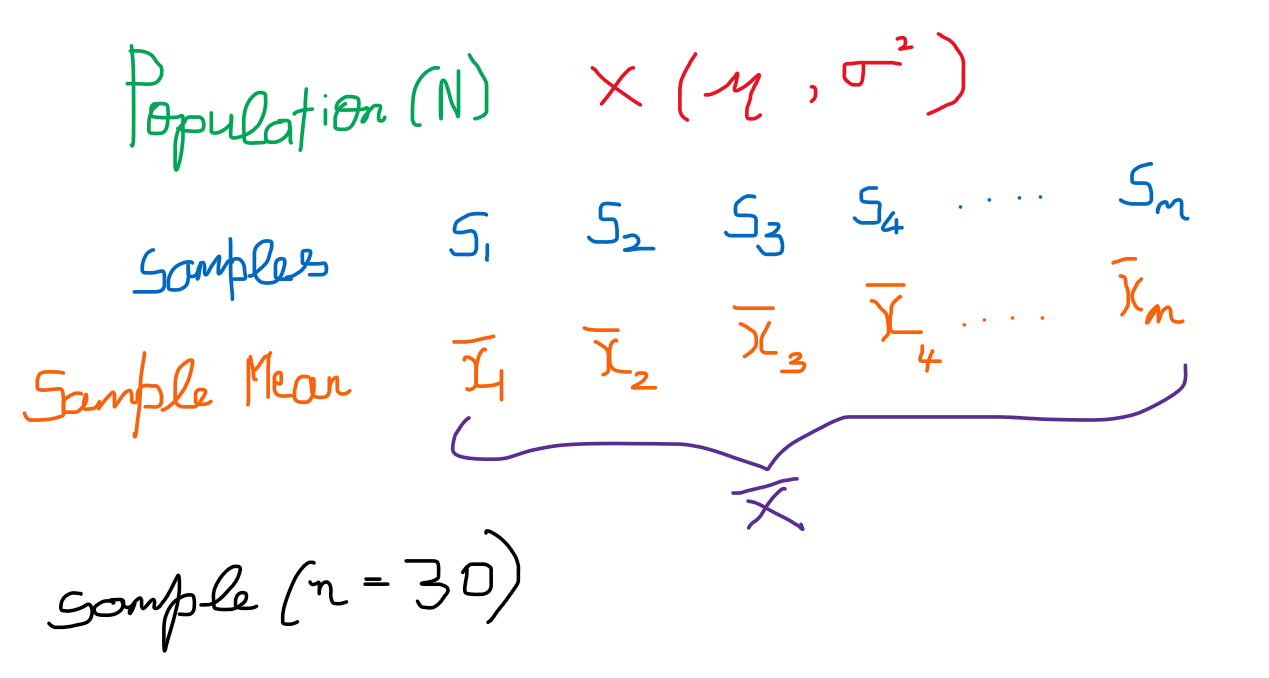 Population (N) X (μ, σ²)
Samples S₁ S₂ S₃ S₄ .... Sₘ
Sample Mean x̄₁ x̄₂ x̄₃ x̄₄ .... x̄ₘ
X̄
sample (n = 30)